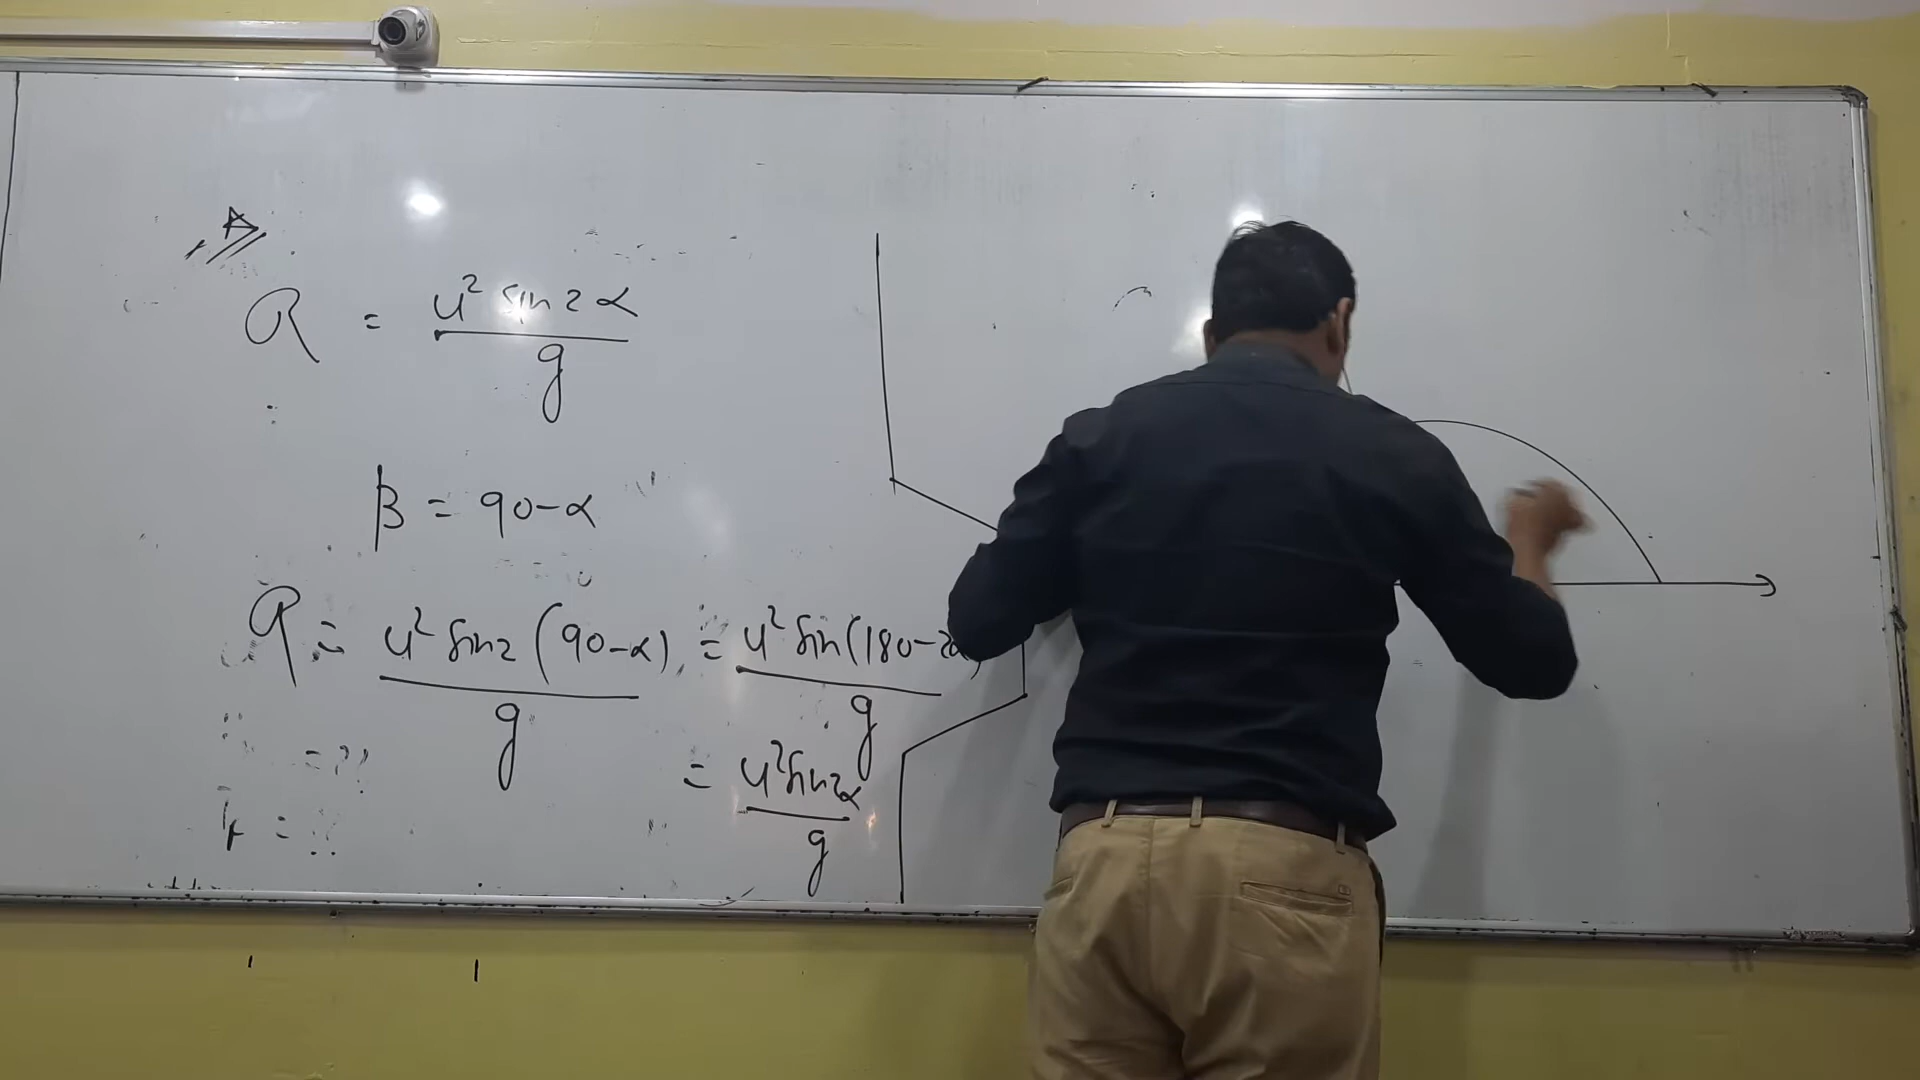 R = u² sin 2α / g
β = 90-α
R = u² sin2 (90-α) / g = u² sin(180-2α) / g
= ??
= u² sin2α / g
= ??